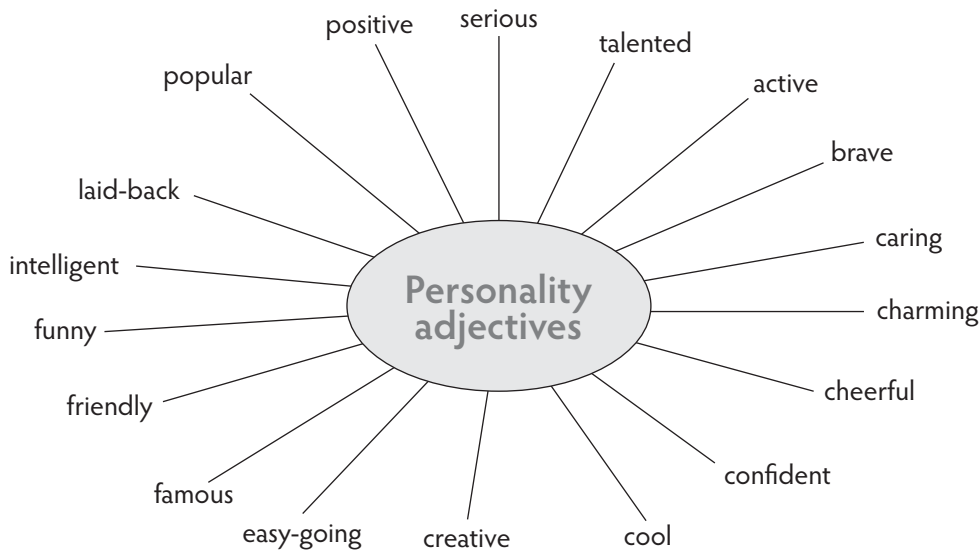 serious
positive
talented
popular
active
brave
laid-back
caring
intelligent
Personality
adjectives
charming
funny
cheerful
friendly
confident
famous
easy-going
creative
cool